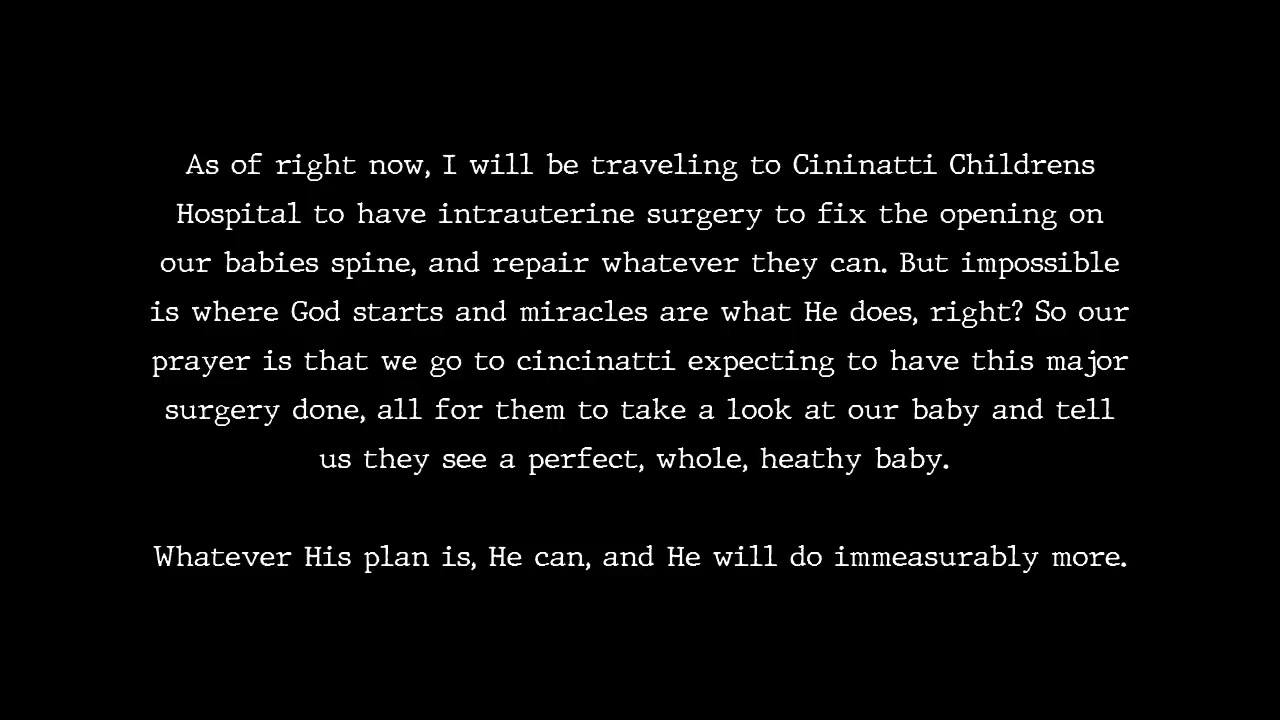 As of right now, I will be traveling to Cininatti Childrens
Hospital to have intrauterine surgery to fix the opening on
our babies spine, and repair whatever they can. But impossible
is where God starts and miracles are what He does, right? So our
prayer is that we go to cincinatti expecting to have this major
surgery done, all for them to take a look at our baby and tell
us they see a perfect, whole, heathy baby.
Whatever His plan is, He can, and He will do immeasurably more.